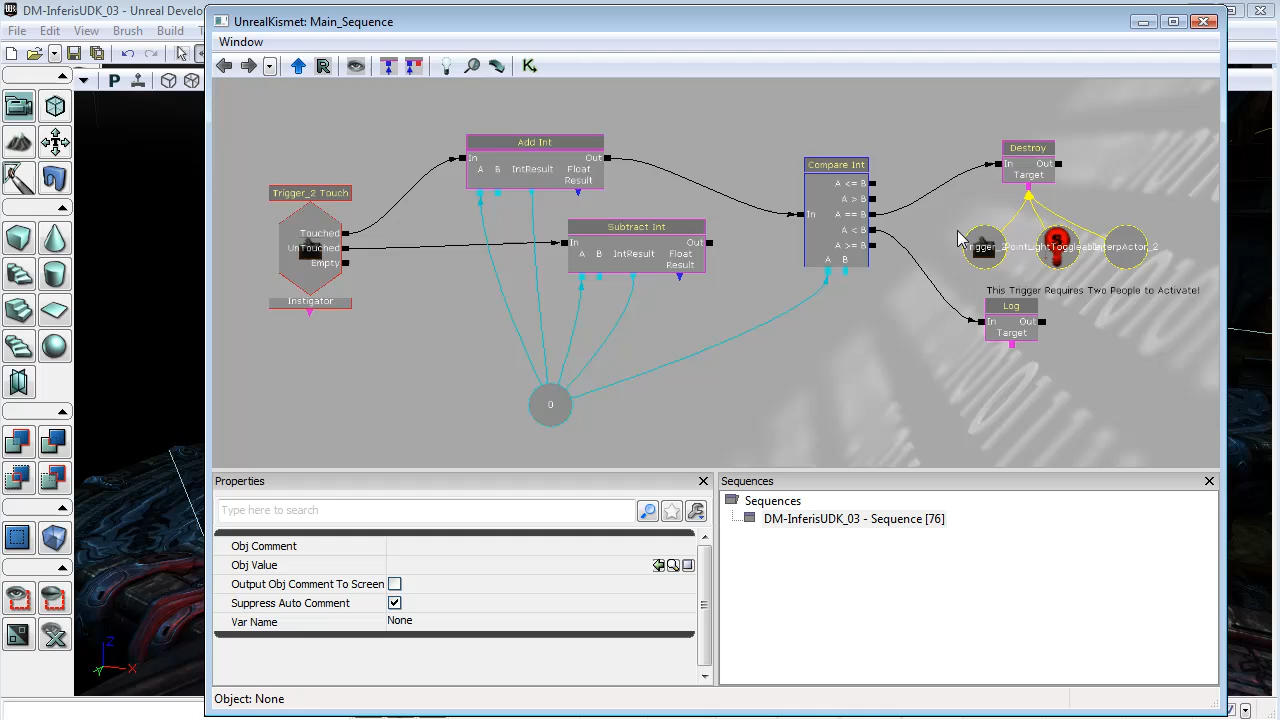 DM-InferisUDK_03 - Unreal Develop
UnrealKismet: Main_Sequence
File Edit View Brush Build
Window
Trigger_2 Touch
Touched
UnTouched
Empty
Instigator
Add Int
In Out
A B IntResult Float
Result
Subtract Int
In Out
A B IntResult Float
Result
0
Compare Int
A <= B
A > B
In A == B
A < B
A >= B
A B
Destroy
In Out
Target
Trigger_2 PointLightToggleable InterpActor_2
This Trigger Requires Two People to Activate!
Log
In Out
Target
Properties
Type here to search
Obj Comment
Obj Value
Output Obj Comment To Screen
Suppress Auto Comment
Var Name None
Sequences
Sequences
DM-InferisUDK_03 - Sequence [76]
Object: None
Z
X
Y